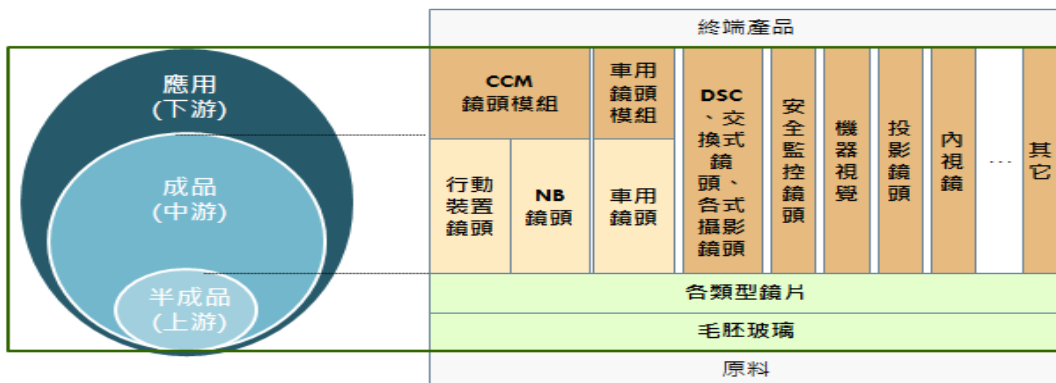 應用
(下游)
成品
(中游)
半成品
(上游)
終端產品
CCM
鏡頭模組
車用
鏡頭
模組
DSC
、交
換式
鏡
頭、
各式
攝影
鏡頭
安
全
監
控
鏡
頭
機
器
視
覺
投
影
鏡
頭
內
視
鏡
...
其
它
行動
裝置
鏡頭
NB
鏡頭
車用
鏡頭
各類型鏡片
毛胚玻璃
原料